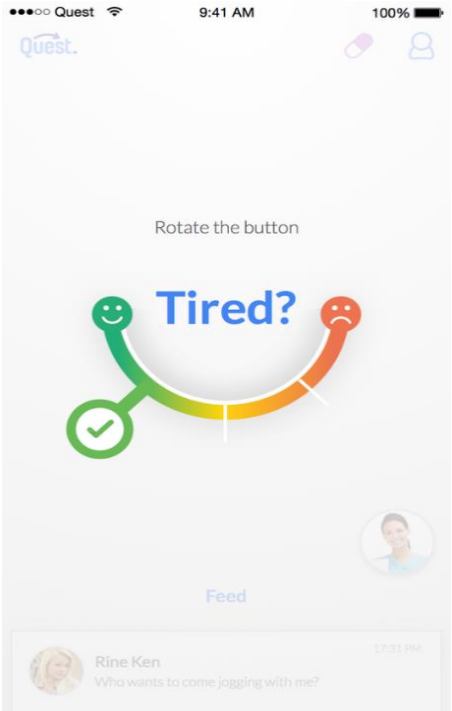 Quest 9:41 AM 100%
Quest.
Rotate the button
Tired?
Feed
Rine Ken 17:31 PM
Who wants to come jogging with me?